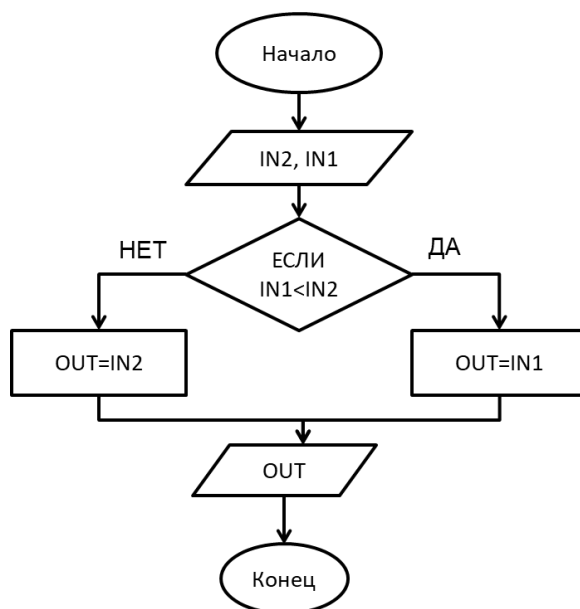 Начало
IN2, IN1
НЕТ
ДА
ЕСЛИ
IN1<IN2
OUT=IN2
OUT=IN1
OUT
Конец